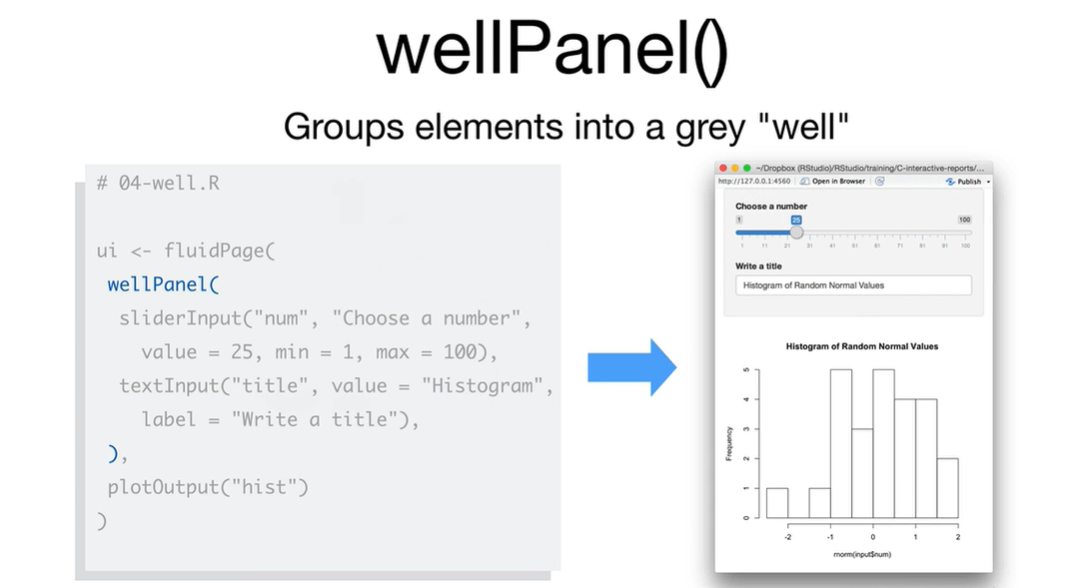 wellPanel()
Groups elements into a grey "well"
# 04-well.R
ui <- fluidPage(
wellPanel(
sliderInput("num", "Choose a number",
value = 25, min = 1, max = 100),
textInput("title", value = "Histogram",
label = "Write a title"),
),
plotOutput("hist")
)
~/Dropbox (RStudio)/RStudio/training/C-interactive-reports/...
http://127.0.0.1:4560 Open in Browser Publish
Choose a number
1 25 100
1 11 21 31 41 51 61 71 81 91 100
Write a title
Histogram of Random Normal Values
Histogram of Random Normal Values
Frequency
5
4
3
2
1
0
-2 -1 0 1 2
rnorm(input$num)